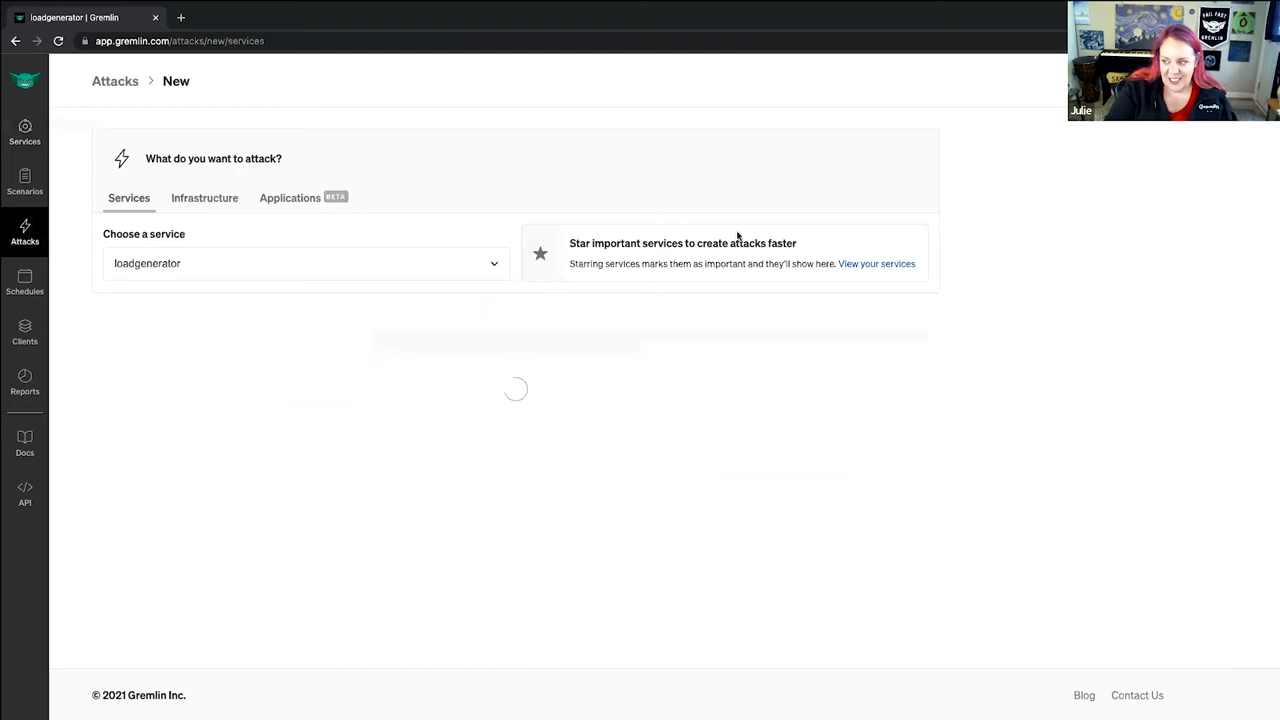 loadgenerator | Gremlin
app.gremlin.com/attacks/new/services
FAIL FAST
GREMLIN
Julie
Attacks > New
Services
Scenarios
Attacks
Schedules
Clients
Reports
Docs
API
What do you want to attack?
Services Infrastructure Applications BETA
Choose a service
loadgenerator
Star important services to create attacks faster
Starring services marks them as important and they'll show here. View your services
© 2021 Gremlin Inc.
Blog Contact Us